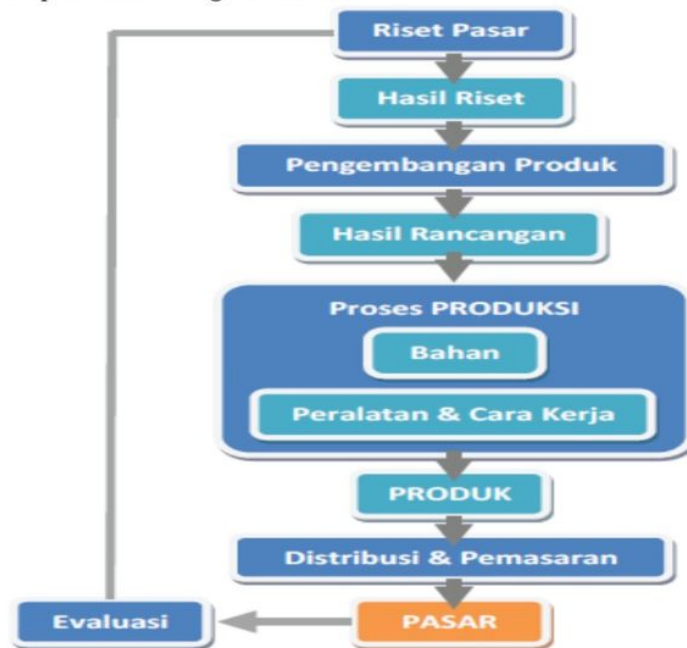 Riset Pasar
Hasil Riset
Pengembangan Produk
Hasil Rancangan
Proses PRODUKSI
Bahan
Peralatan & Cara Kerja
PRODUK
Distribusi & Pemasaran
Evaluasi
PASAR